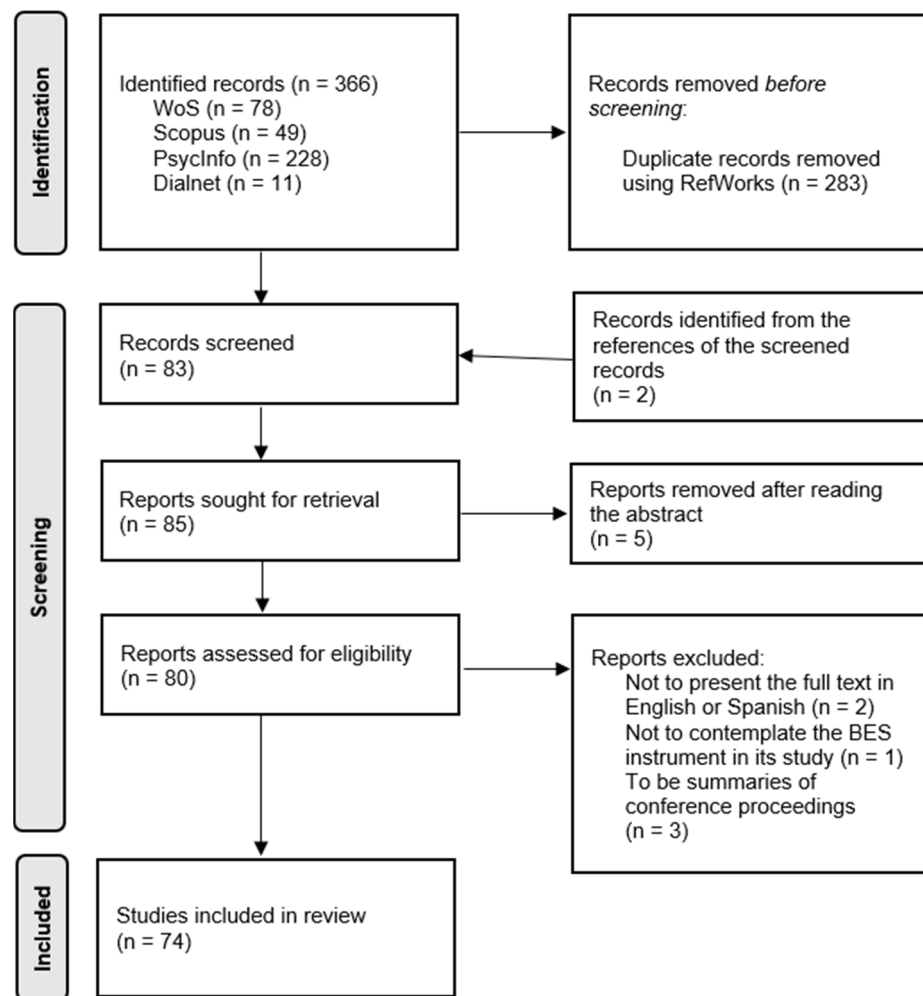 Identification
Identified records (n = 366)
WoS (n = 78)
Scopus (n = 49)
PsycInfo (n = 228)
Dialnet (n = 11)
Records removed before
screening:
Duplicate records removed
using RefWorks (n = 283)
Screening
Records screened
(n = 83)
Records identified from the
references of the screened
records
(n = 2)
Reports sought for retrieval
(n = 85)
Reports removed after reading
the abstract
(n = 5)
Reports assessed for eligibility
(n = 80)
Reports excluded:
Not to present the full text in
English or Spanish (n = 2)
Not to contemplate the BES
instrument in its study (n = 1)
To be summaries of
conference proceedings
(n = 3)
Included
Studies included in review
(n = 74)